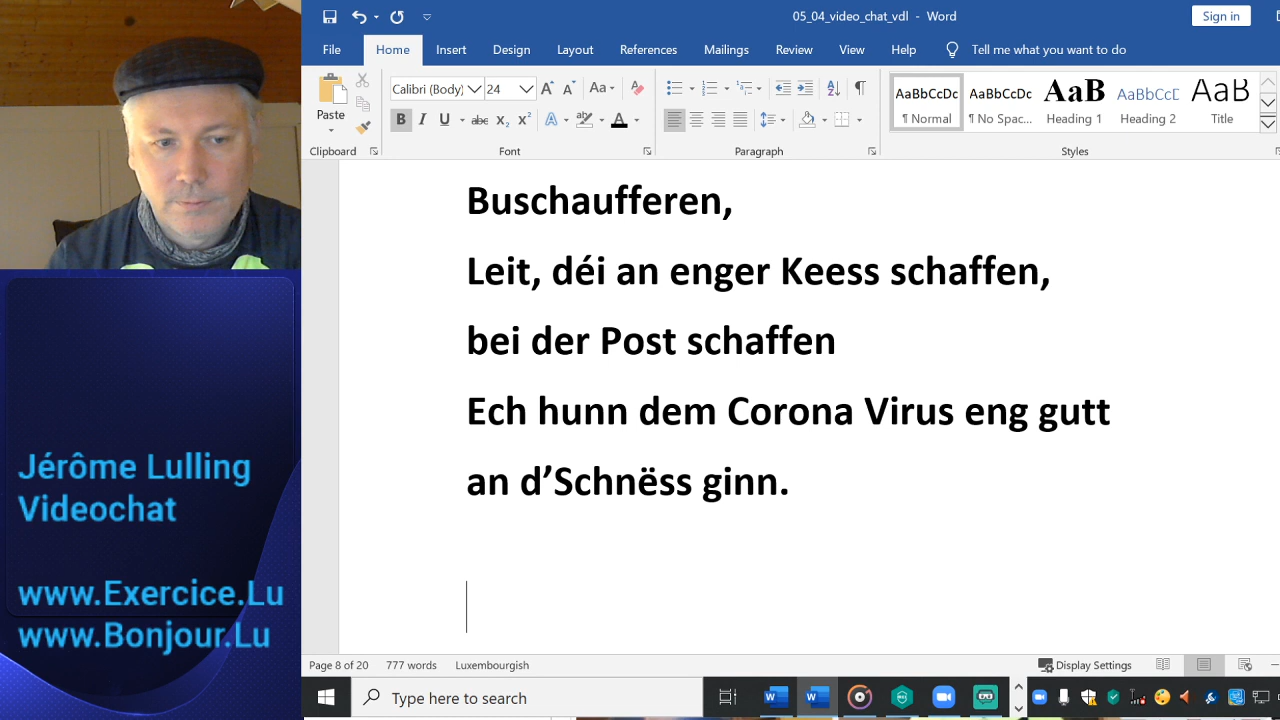 05_04_video_chat_vdl - Word
Sign in
File Home Insert Design Layout References Mailings Review View Help Tell me what you want to do
Paste
Calibri (Body) 24
Clipboard Font Paragraph Styles
AaBbCcDc AaBbCcDc AaB AaBbCcD AaB
¶ Normal ¶ No Spac... Heading 1 Heading 2 Title
Buschaufferen,
Leit, déi an enger Keess schaffen,
bei der Post schaffen
Ech hunn dem Corona Virus eng gutt
an d’Schnëss ginn.
Jérôme Lulling
Videochat
www.Exercice.Lu
www.Bonjour.Lu
Page 8 of 20 777 words Luxembourgish Display Settings
Type here to search